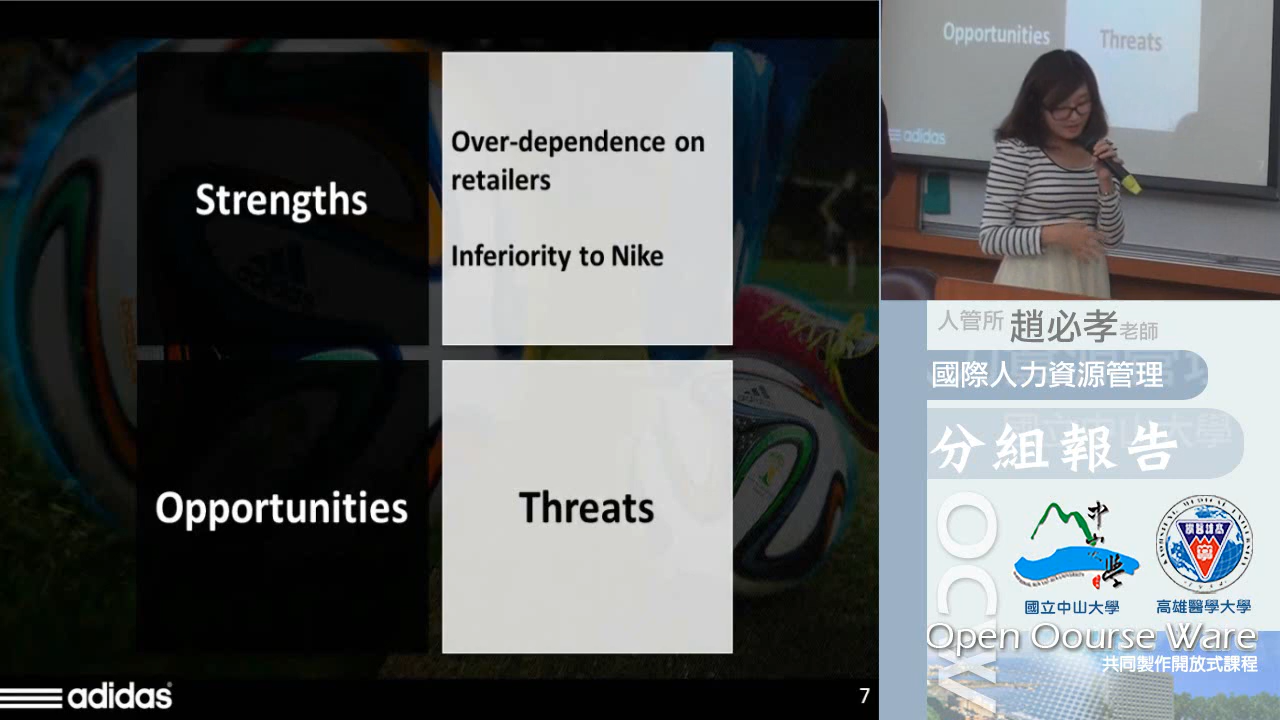 Strengths
Over-dependence on
retailers
Inferiority to Nike
Opportunities
Threats
adidas
7
Opportunities
Threats
adidas
人管所 趙必孝老師
國際人力資源管理
分組報告
OCW
國立中山大學
高雄醫學大學
Open Oourse Ware
共同製作開放式課程